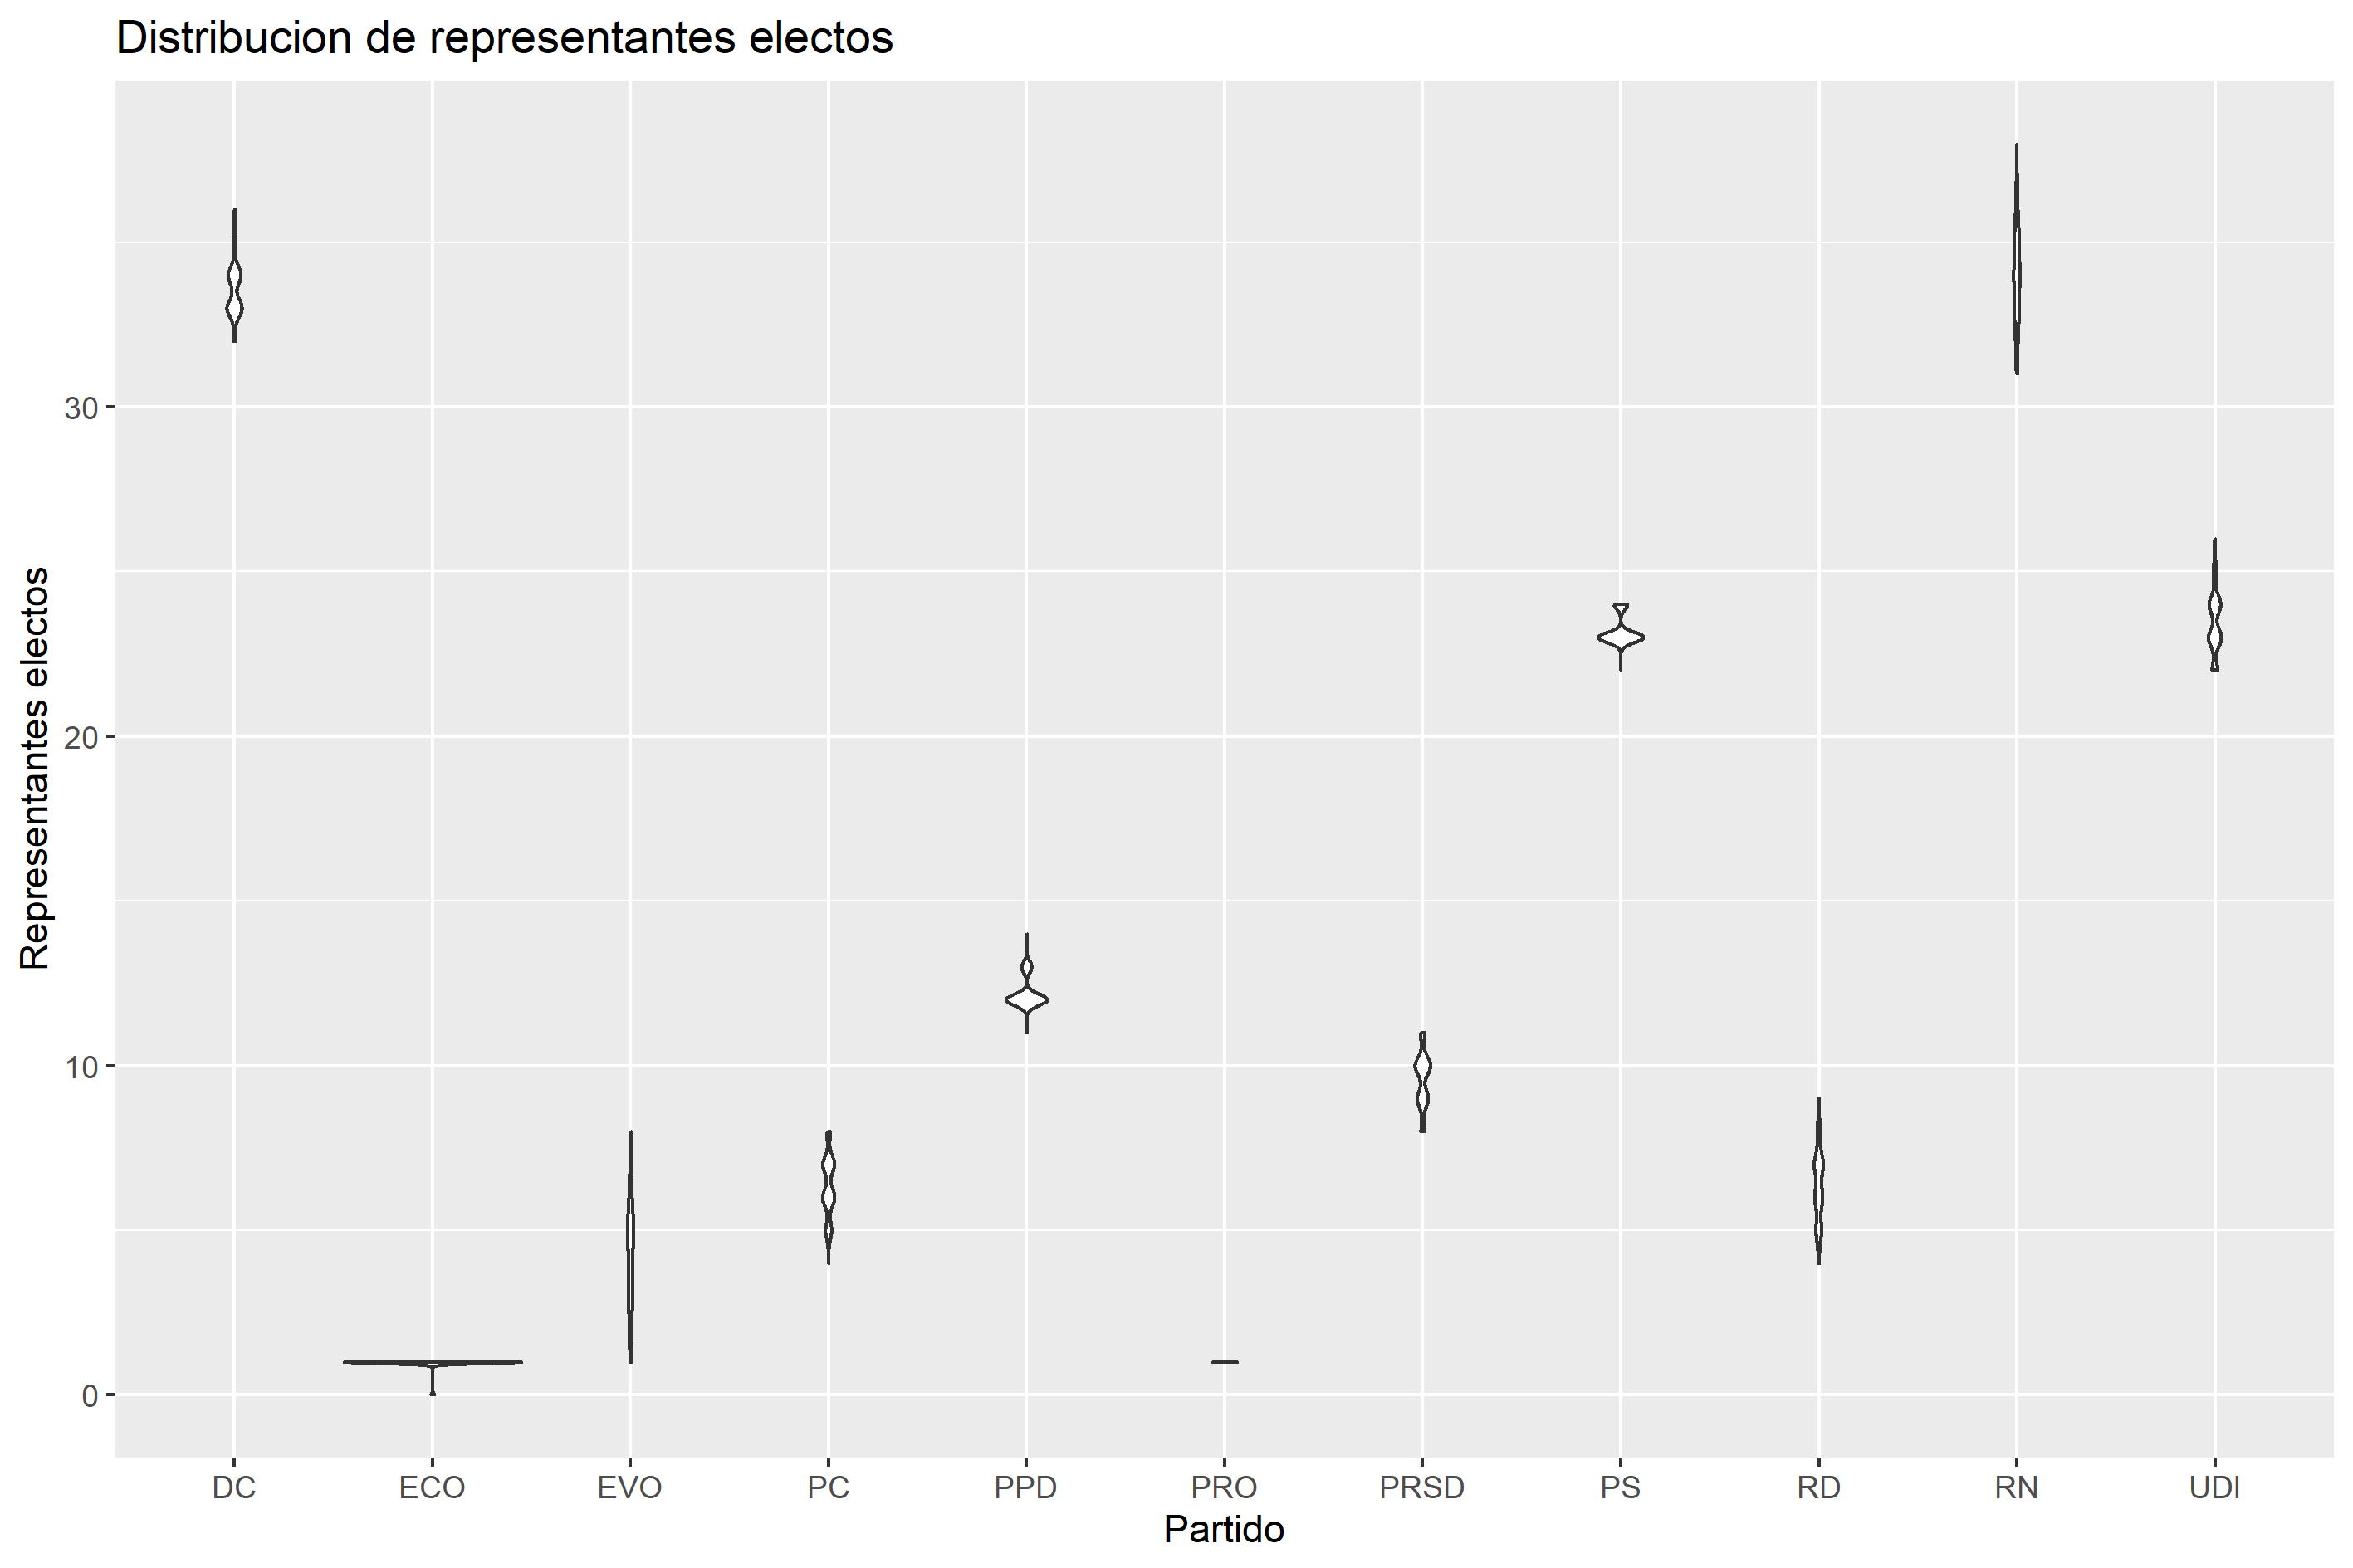 Distribucion de representantes electos
Representantes electos
30
20
10
0
DC ECO EVO PC PPD PRO PRSD PS RD RN UDI
Partido